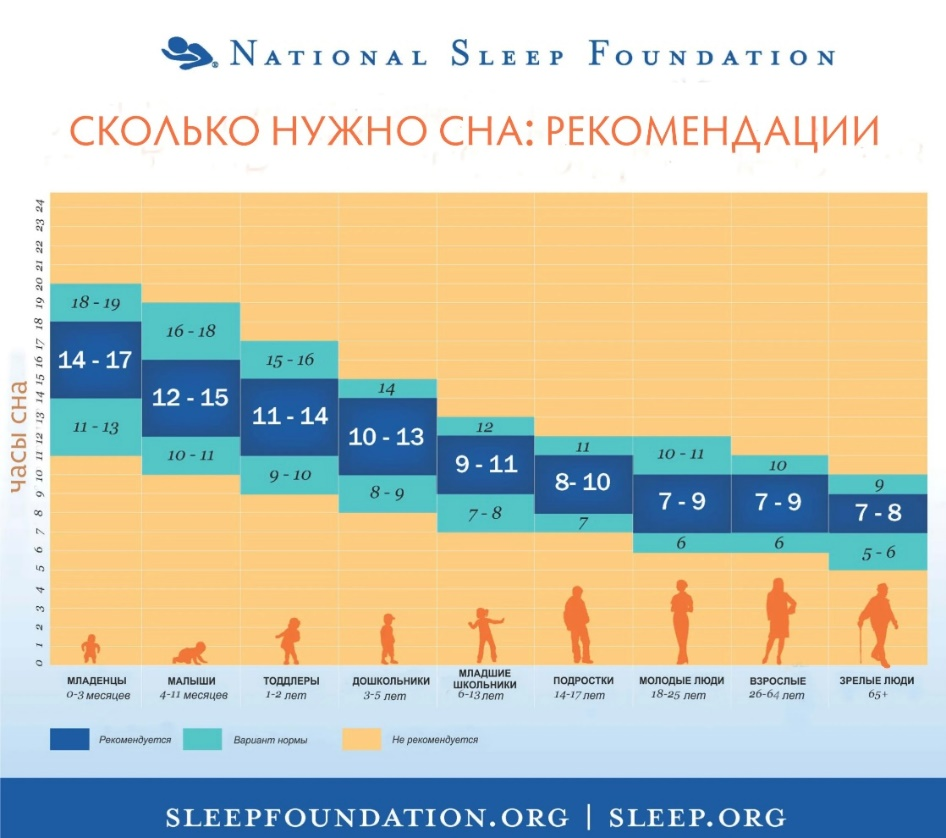 NATIONAL SLEEP FOUNDATION
СКОЛЬКО НУЖНО СНА: РЕКОМЕНДАЦИИ
часы сна
24
23
22
21
20
19
18
17
16
15
14
13
12
11
10
9
8
7
6
5
4
3
2
1
0
18 - 19
14 - 17
11 - 13
16 - 18
12 - 15
10 - 11
15 - 16
11 - 14
9 - 10
14
10 - 13
8 - 9
12
9 - 11
7 - 8
11
8- 10
7
10 - 11
7 - 9
6
10
7 - 9
6
9
7 - 8
5 - 6
МЛАДЕНЦЫ
0-3 месяцев
МАЛЫШИ
4-11 месяцев
ТОДДЛЕРЫ
1-2 лет
ДОШКОЛЬНИКИ
3-5 лет
МЛАДШИЕ
ШКОЛЬНИКИ
6-13 лет
ПОДРОСТКИ
14-17 лет
МОЛОДЫЕ ЛЮДИ
18-25 лет
ВЗРОСЛЫЕ
26-64 лет
ЗРЕЛЫЕ ЛЮДИ
65+
Рекомендуется
Вариант нормы
Не рекомендуется
SLEEPFOUNDATION.ORG | SLEEP.ORG